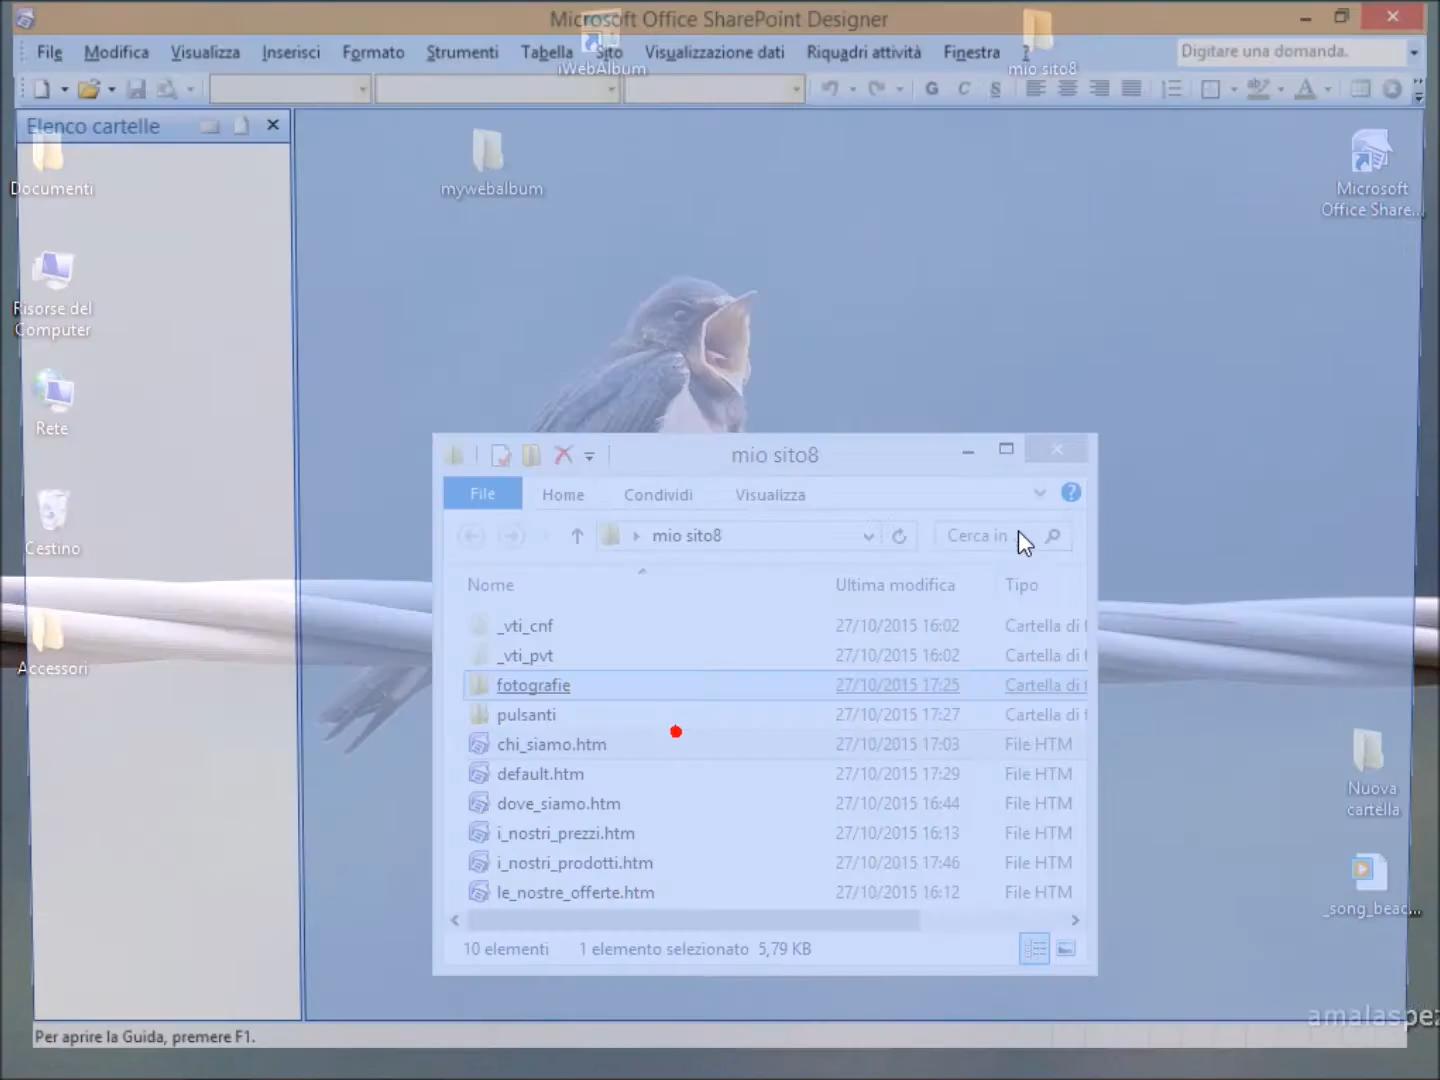 Microsoft Office SharePoint Designer
File Modifica Visualizza Inserisci Formato Strumenti Tabella Sito Visualizzazione dati Riquadri attività Finestra ?
Digitare una domanda.
iWebAlbum
mio sito8
G C S
Elenco cartelle
Documenti
mywebalbum
Microsoft
Office Share...
Risorse del
Computer
Rete
Cestino
Accessori
mio sito8
File Home Condividi Visualizza
mio sito8
Cerca in
Nome Ultima modifica Tipo
_vti_cnf 27/10/2015 16:02 Cartella di f
_vti_pvt 27/10/2015 16:02 Cartella di f
fotografie 27/10/2015 17:25 Cartella di f
pulsanti 27/10/2015 17:27 Cartella di f
chi_siamo.htm 27/10/2015 17:03 File HTM
default.htm 27/10/2015 17:29 File HTM
dove_siamo.htm 27/10/2015 16:44 File HTM
i_nostri_prezzi.htm 27/10/2015 16:13 File HTM
i_nostri_prodotti.htm 27/10/2015 17:46 File HTM
le_nostre_offerte.htm 27/10/2015 16:12 File HTM
10 elementi 1 elemento selezionato 5,79 KB
Nuova
cartella
_song_beac...
amalaspez
Per aprire la Guida, premere F1.